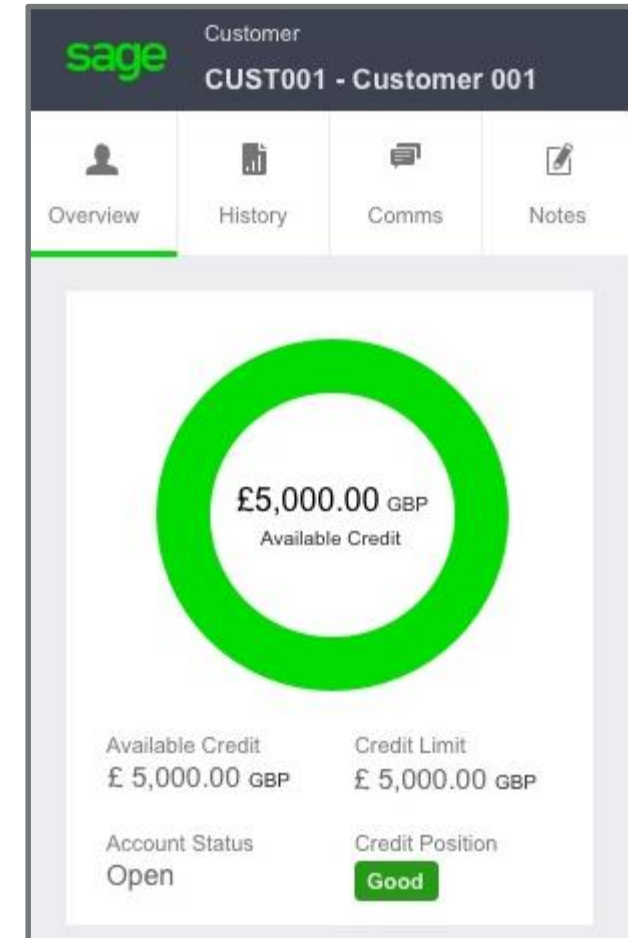 sage
Customer
CUST001 - Customer 001
Overview
History
Comms
Notes
£5,000.00 GBP
Available Credit
Available Credit
Credit Limit
£ 5,000.00 GBP
£ 5,000.00 GBP
Account Status
Credit Position
Open
Good